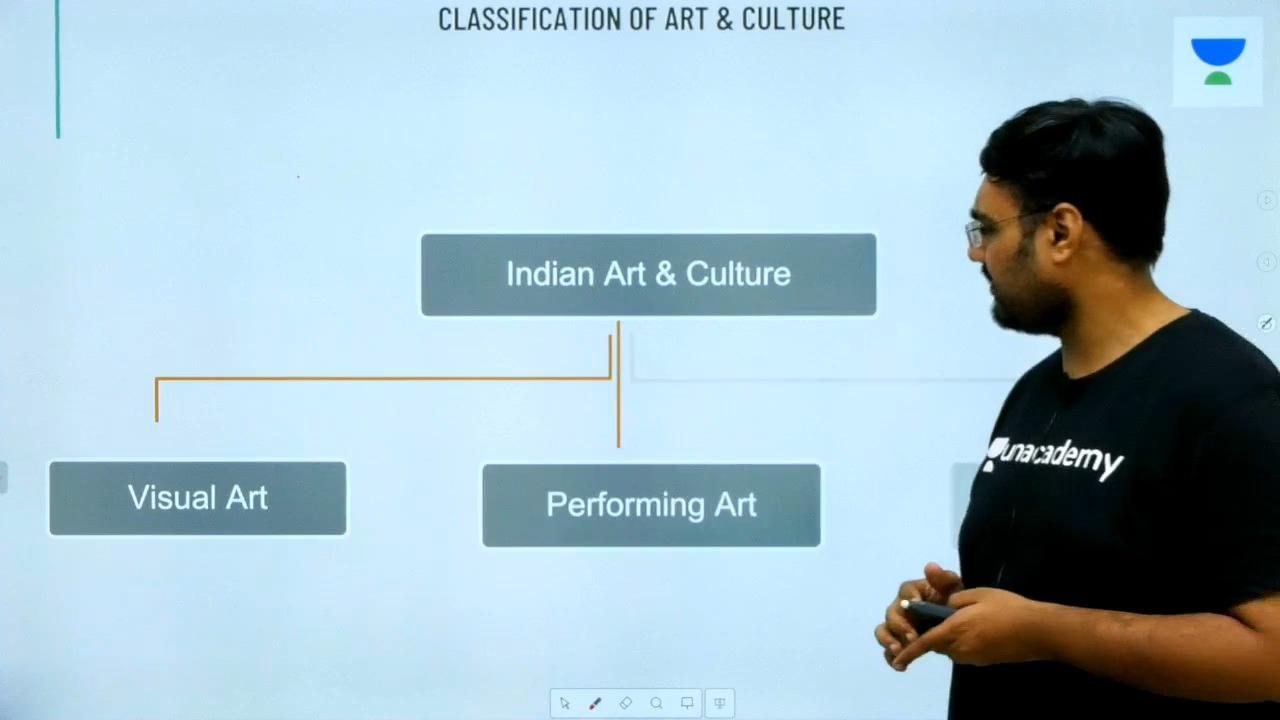 CLASSIFICATION OF ART & CULTURE
Indian Art & Culture
Visual Art
Performing Art
unacademy